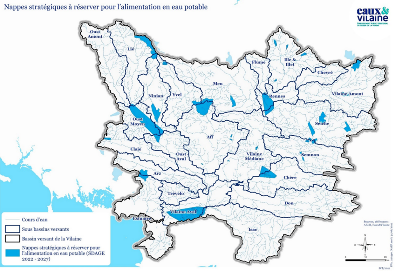 Nappes stratégiques à réserver pour l'alimentation en eau potable
eaux &
vilaine
Oust
Amont
Lié
Ninian
Yvel
Meu
Flume
Ille &
Illet
Chevré
Vilaine Amont
Rennes
Seiche
Oust
Moyen
Aff
Semnon
Claie
Oust
Aval
Vilaine
Médiane
Arz
Chère
Trévelo
Don
Isac
Cours d'eau
Sous bassins versants
Bassin versant de la Vilaine
Nappes stratégiques à réserver pour
l'alimentation en eau potable (SDAGE
2022 - 2027)